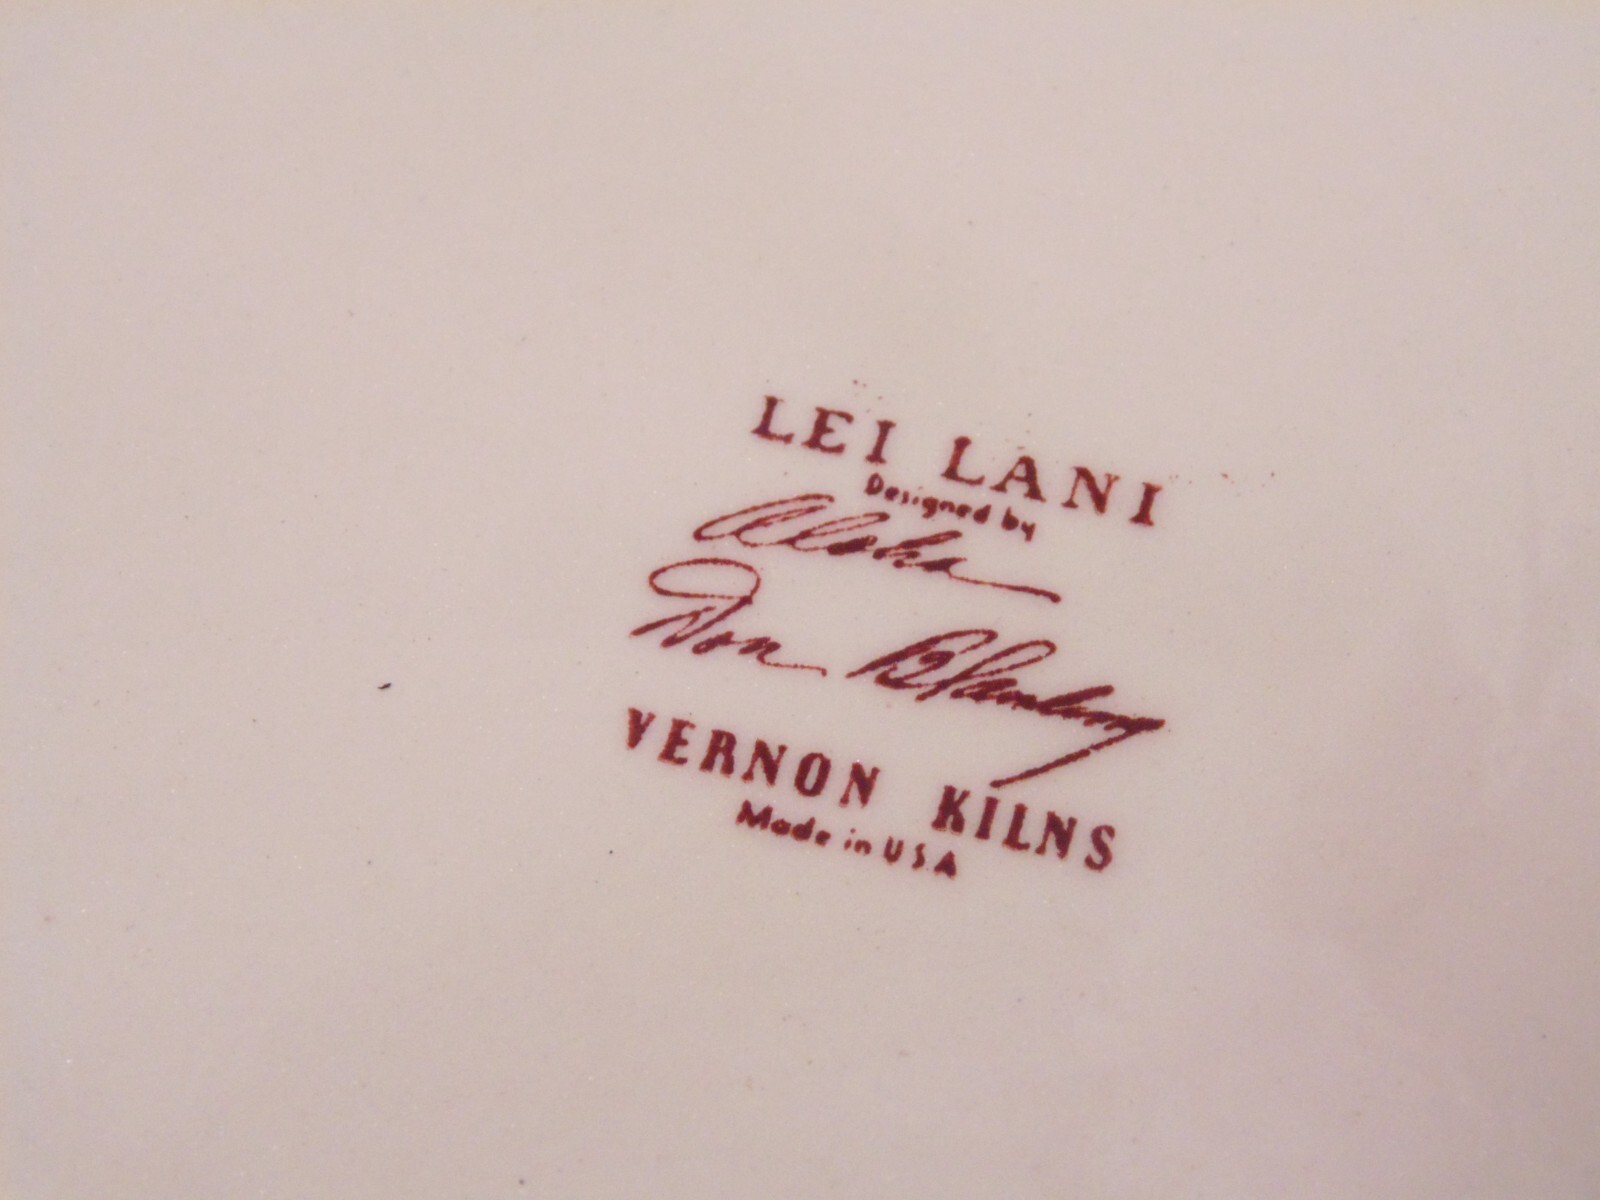 LEI LANI
Designed by
Aloha
Don Blanding
VERNON KILNS
Made in USA